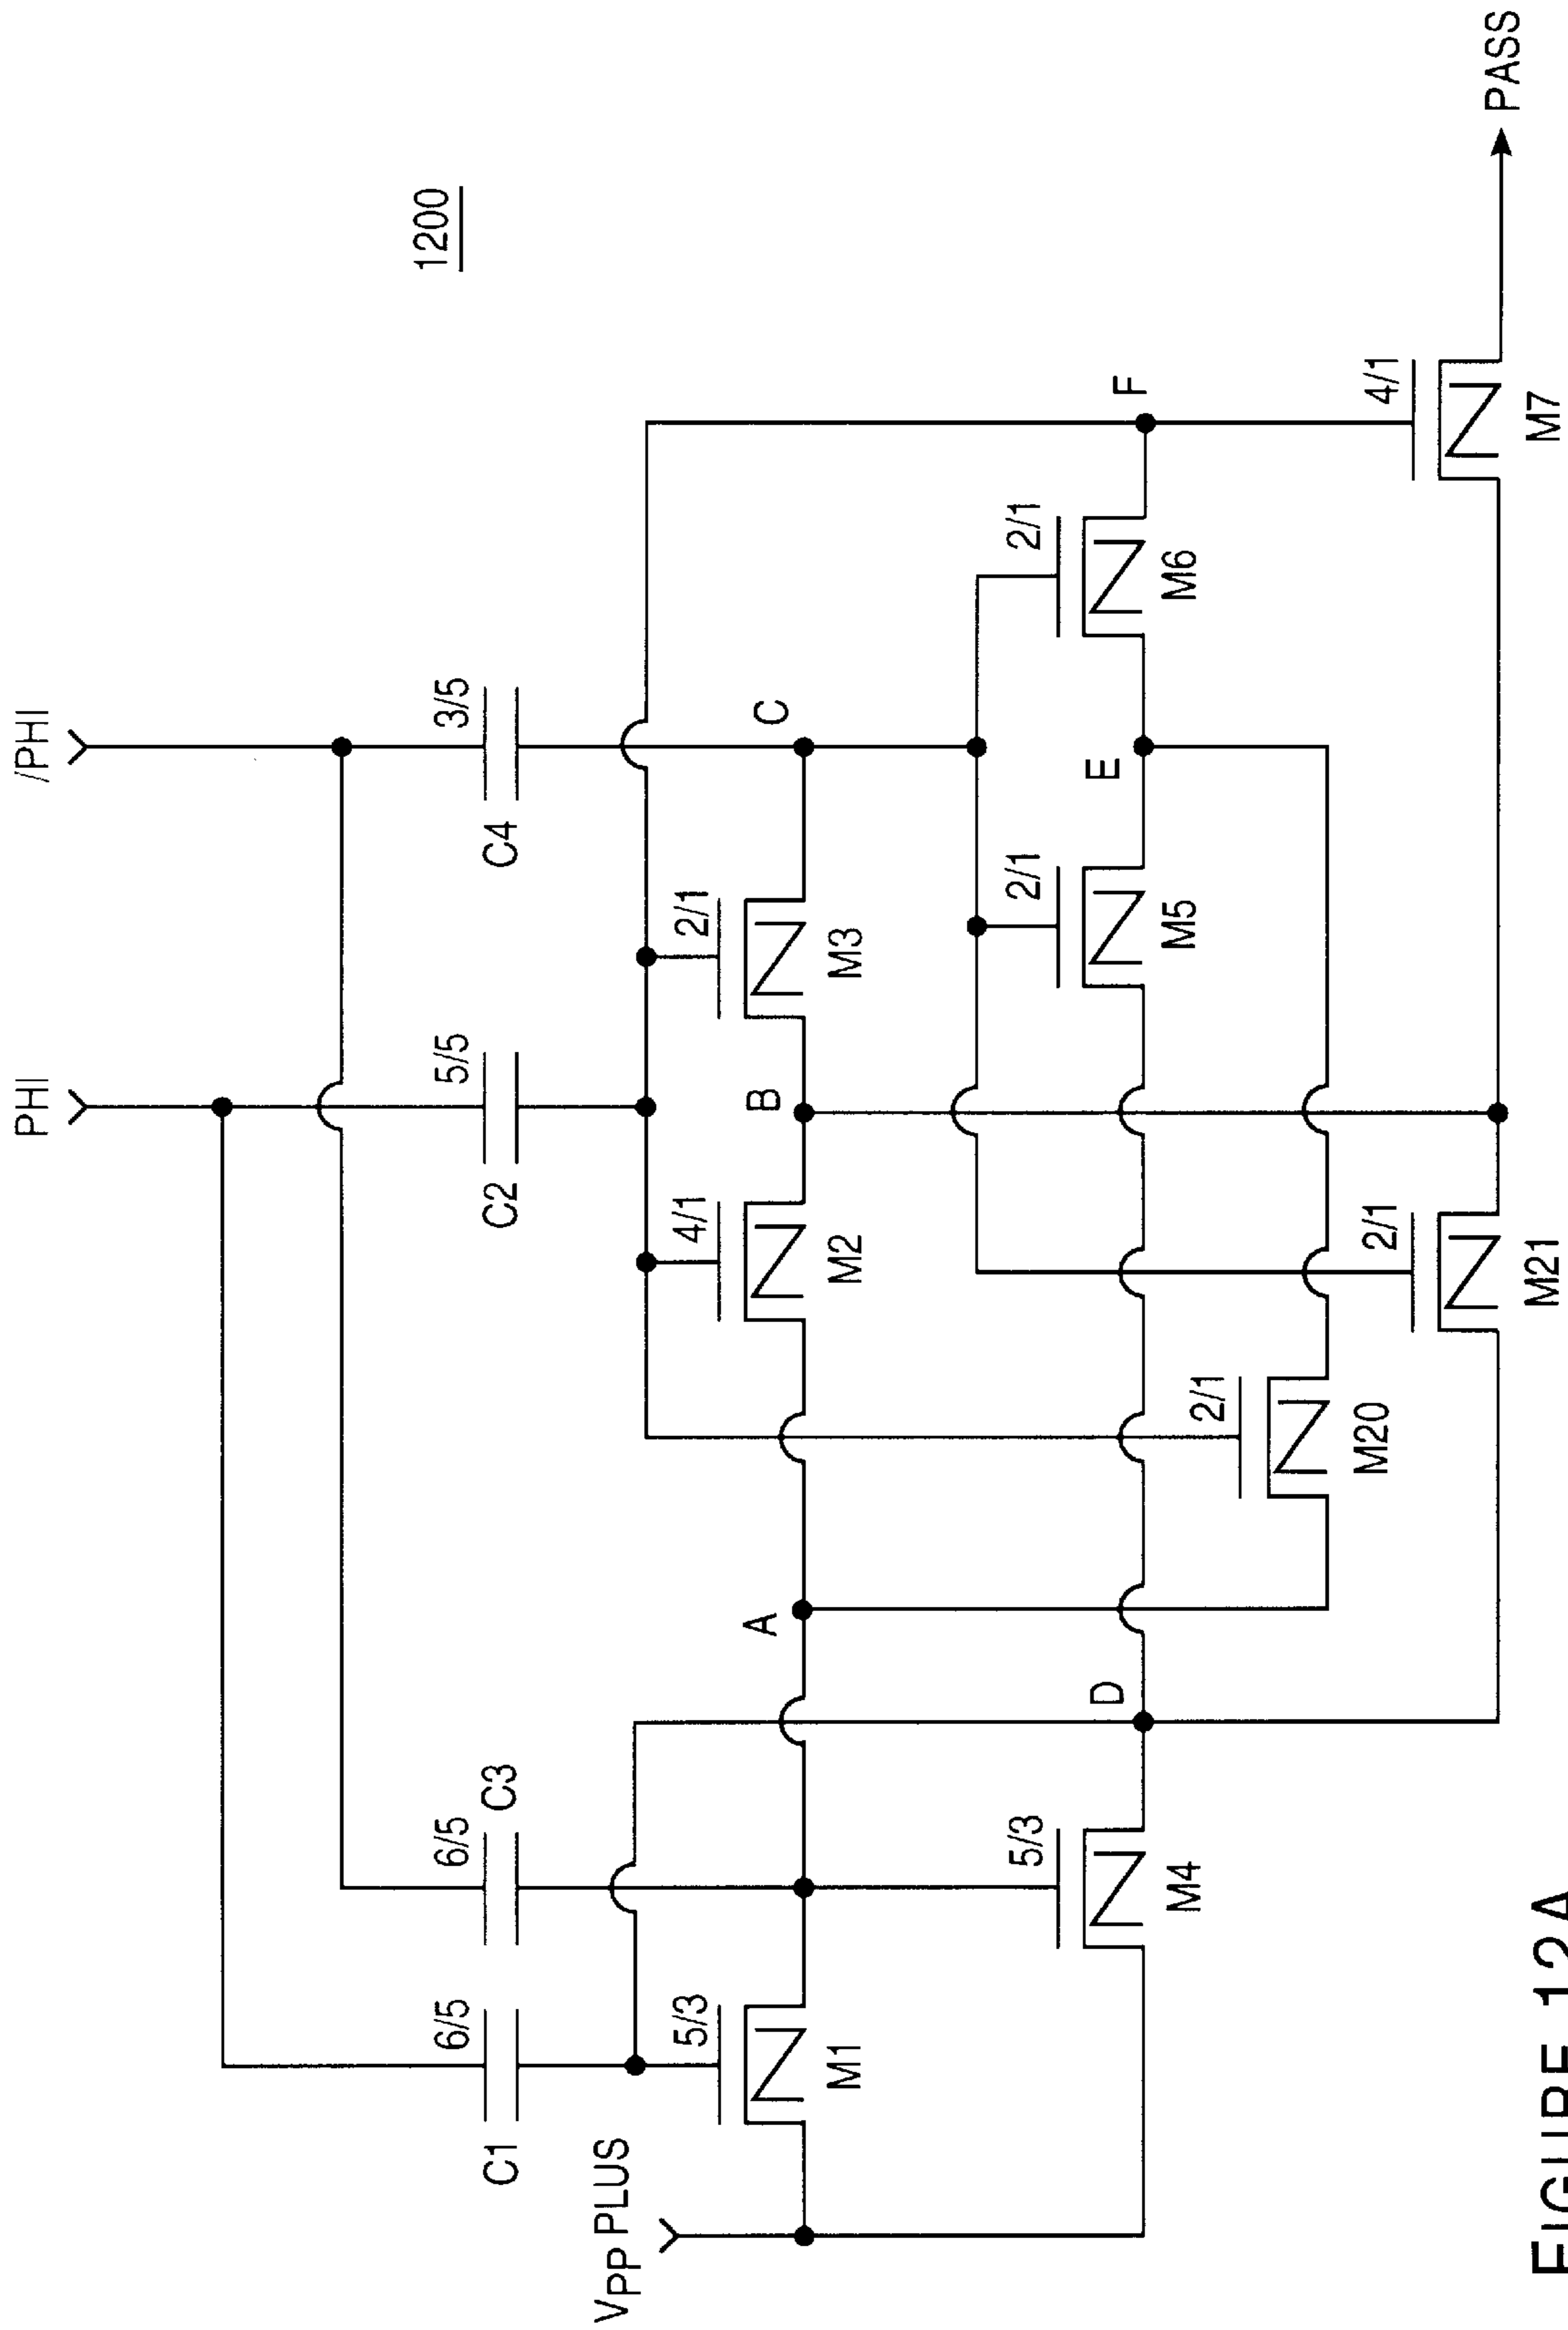 PHI
/PHI
1200
C1
6/5
6/5
C3
C2
5/5
C4
3/5
VPP PLUS
5/3
M1
A
4/1
M2
B
2/1
M3
C
5/3
M4
D
2/1
M5
E
2/1
M6
F
2/1
M20
2/1
M21
4/1
M7
PASS
FIGURE 12A